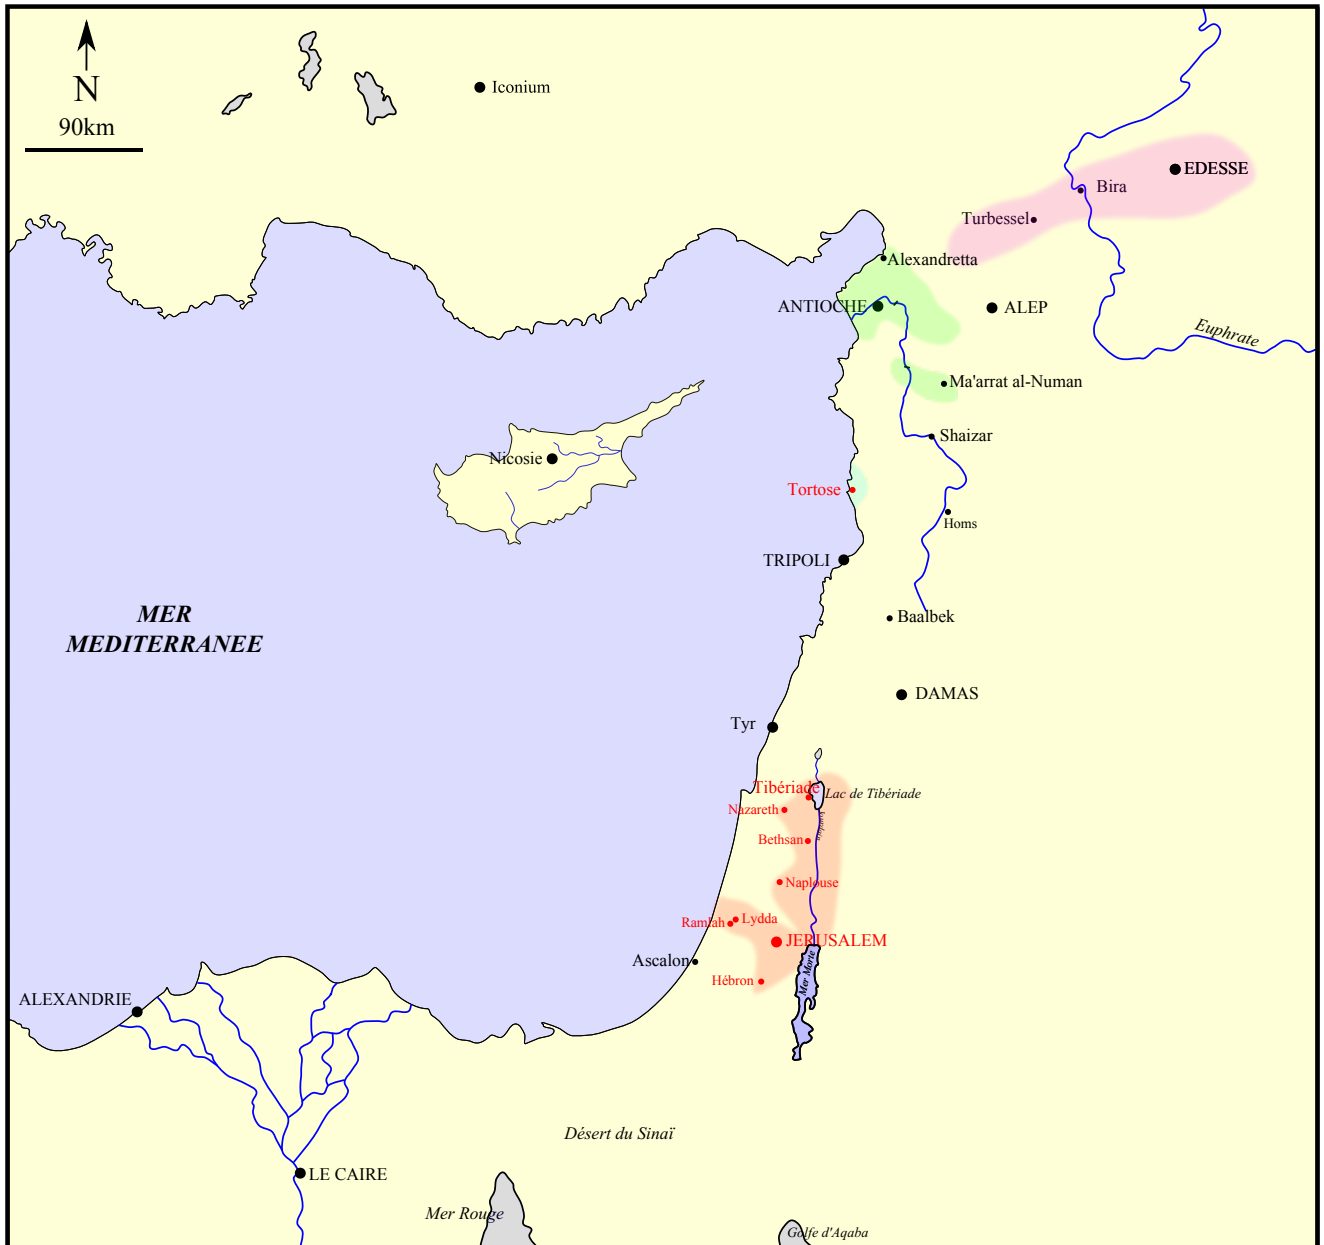 N
90km
Iconium
EDESSE
Bira
Turbessel
Alexandretta
ANTIOCHE
ALEP
Euphrate
Ma'arrat al-Numan
Shaizar
Nicosie
Tortose
Homs
TRIPOLI
MER
MEDITERRANEE
Baalbek
DAMAS
Tyr
Tibériade
Lac de Tibériade
Nazareth
Bethsan
Naplouse
Ramlah
Lydda
JERUSALEM
Ascalon
Hébron
Mer Morte
ALEXANDRIE
Désert du Sinaï
LE CAIRE
Mer Rouge
Golfe d'Aqaba